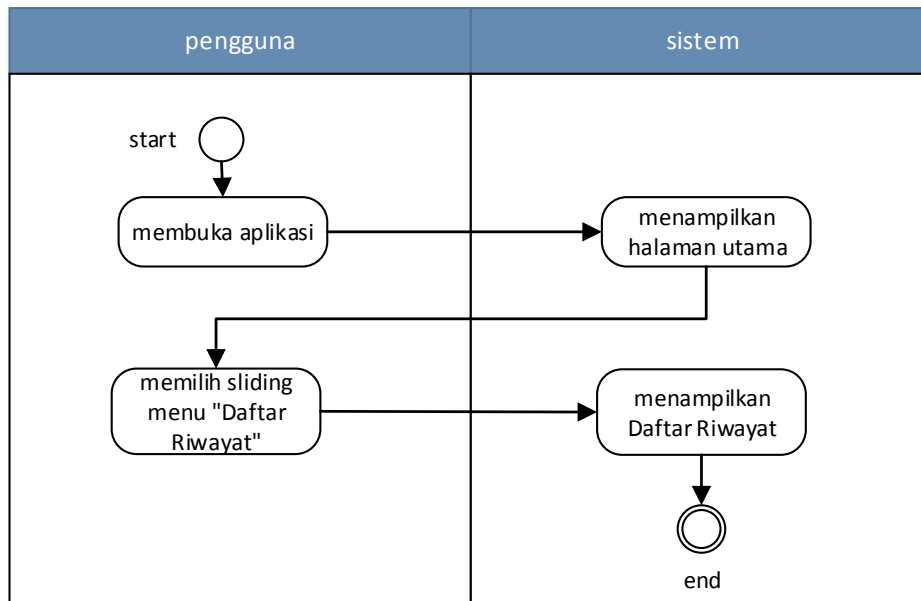 pengguna
sistem
start
membuka aplikasi
menampilkan
halaman utama
memilih sliding
menu "Daftar
Riwayat"
menampilkan
Daftar Riwayat
end